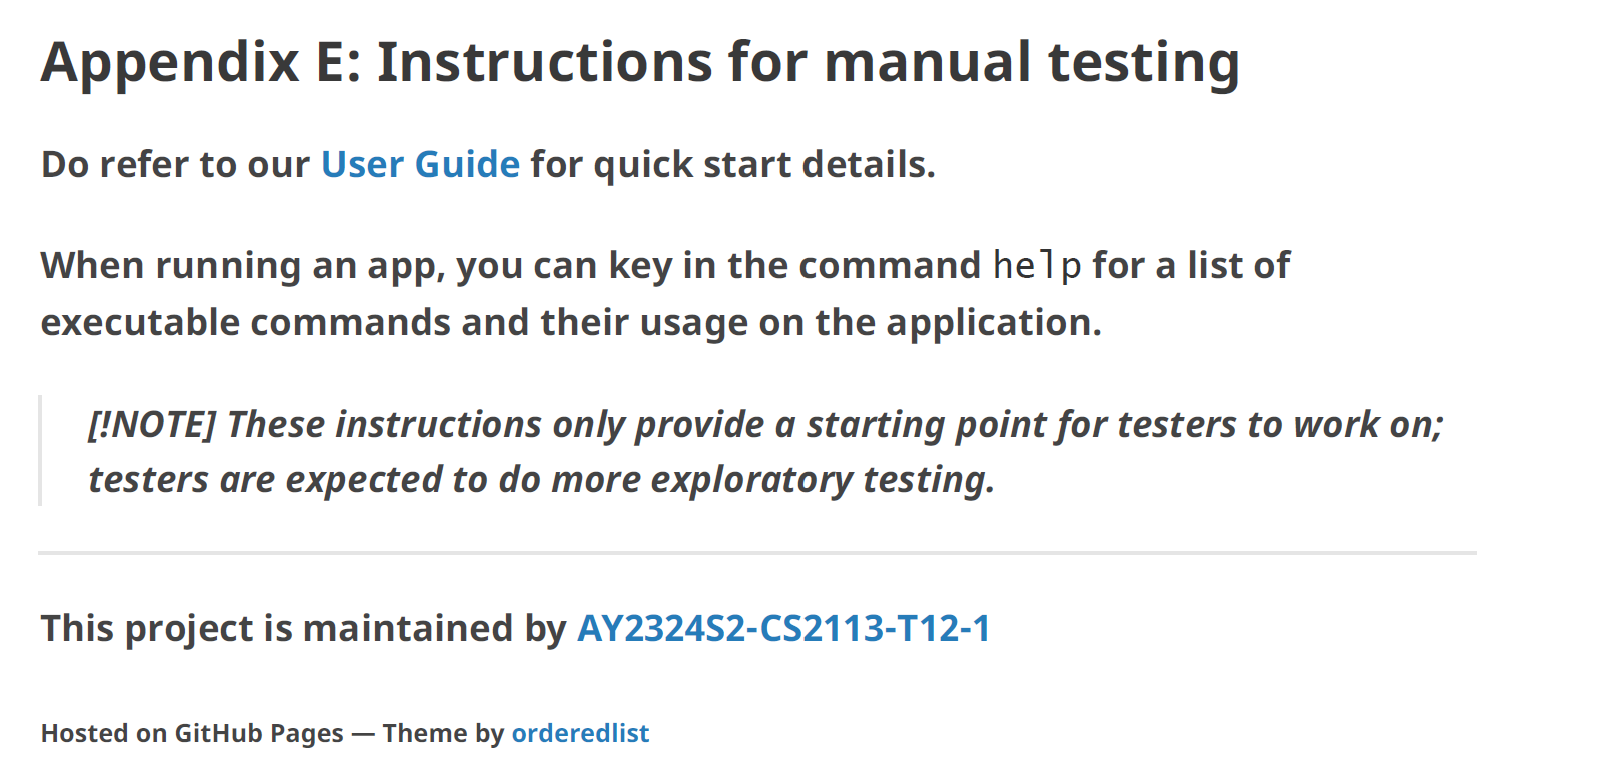 Appendix E: Instructions for manual testing
Do refer to our User Guide for quick start details.
When running an app, you can key in the command help for a list of
executable commands and their usage on the application.
[!NOTE] These instructions only provide a starting point for testers to work on;
testers are expected to do more exploratory testing.
This project is maintained by AY2324S2-CS2113-T12-1
Hosted on GitHub Pages — Theme by orderedlist